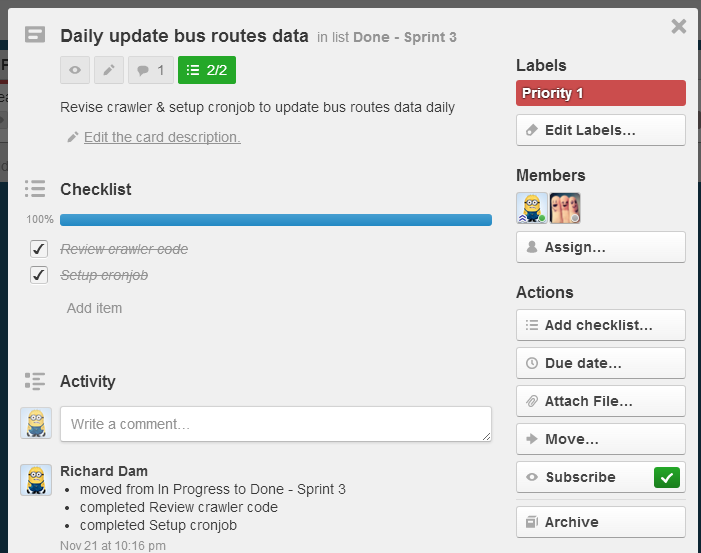 Daily update bus routes data in list Done - Sprint 3
1
2/2
Revise crawler & setup cronjob to update bus routes data daily
Edit the card description.
Checklist
100%
Review crawler code
Setup cronjob
Add item
Activity
Write a comment…
Richard Dam
moved from In Progress to Done - Sprint 3
completed Review crawler code
completed Setup cronjob
Nov 21 at 10:16 pm
Labels
Priority 1
Edit Labels…
Members
Assign…
Actions
Add checklist…
Due date…
Attach File…
Move…
Subscribe
Archive